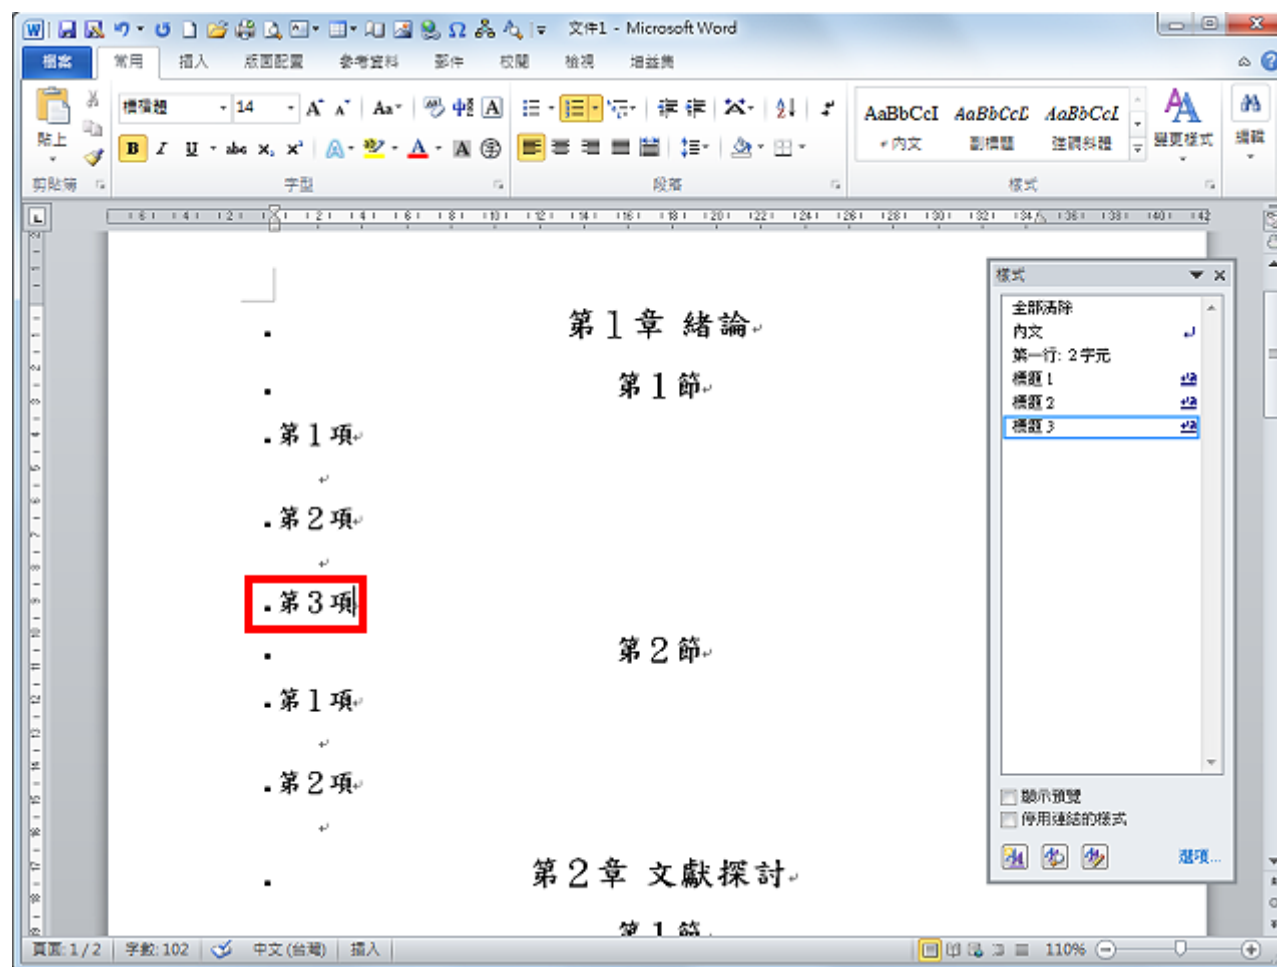 文件1 - Microsoft Word
檔案 常用 插入 版面配置 參考資料 郵件 校閱 檢視 增益集
標楷體 14
貼上
AaBbCcI AaBbCcD AaBbCcI
內文 副標題 強調斜體
變更樣式 編輯
剪貼簿 字型 段落 樣式
樣式
全部清除
內文
第一行: 2 字元
標題 1
標題 2
標題 3
第1章 緒論
第1節
第1項
第2項
第3項
第2節
第1項
第2項
第2章 文獻探討
第1節
顯示預覽
停用連結的樣式
選項...
頁面: 1/2 字數: 102 中文(台灣) 插入 110%